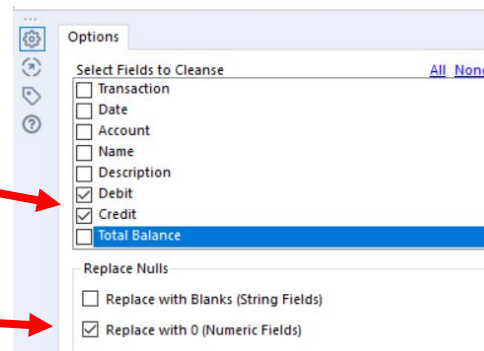 Options
Select Fields to Cleanse All None
Transaction
Date
Account
Name
Description
Debit
Credit
Total Balance
Replace Nulls
Replace with Blanks (String Fields)
Replace with 0 (Numeric Fields)